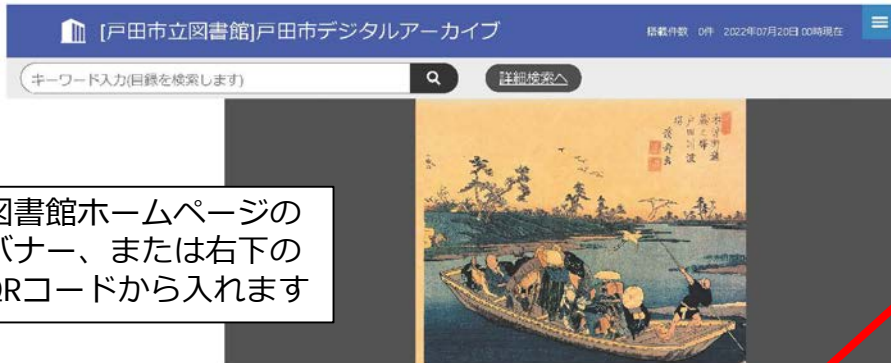 [戸田市立図書館]戸田市デジタルアーカイブ
搭載件数 0件 2022年07月20日 00時現在
キーワード入力(目録を検索します)
詳細検索へ
図書館ホームページの
バナー、または右下の
QRコードから入れます